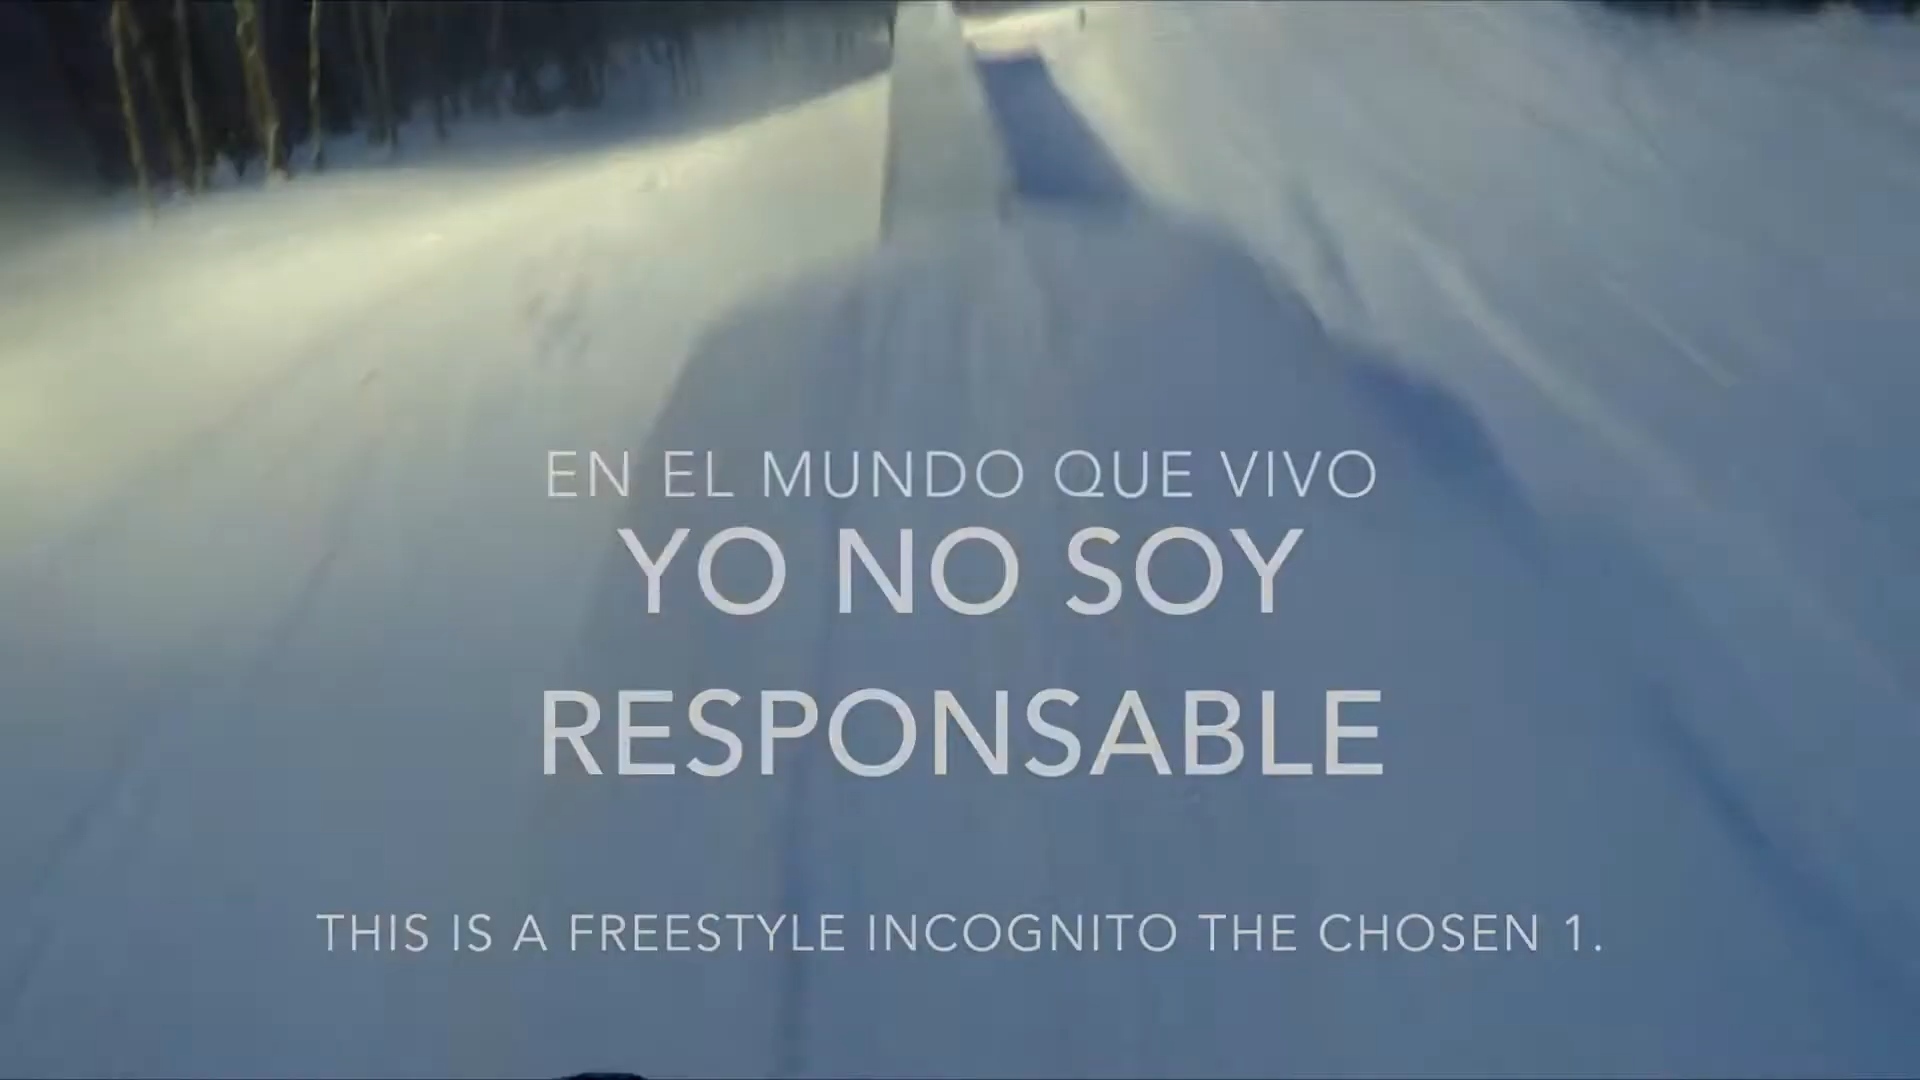 EN EL MUNDO QUE VIVO
YO NO SOY
RESPONSABLE
THIS IS A FREESTYLE INCOGNITO THE CHOSEN 1.